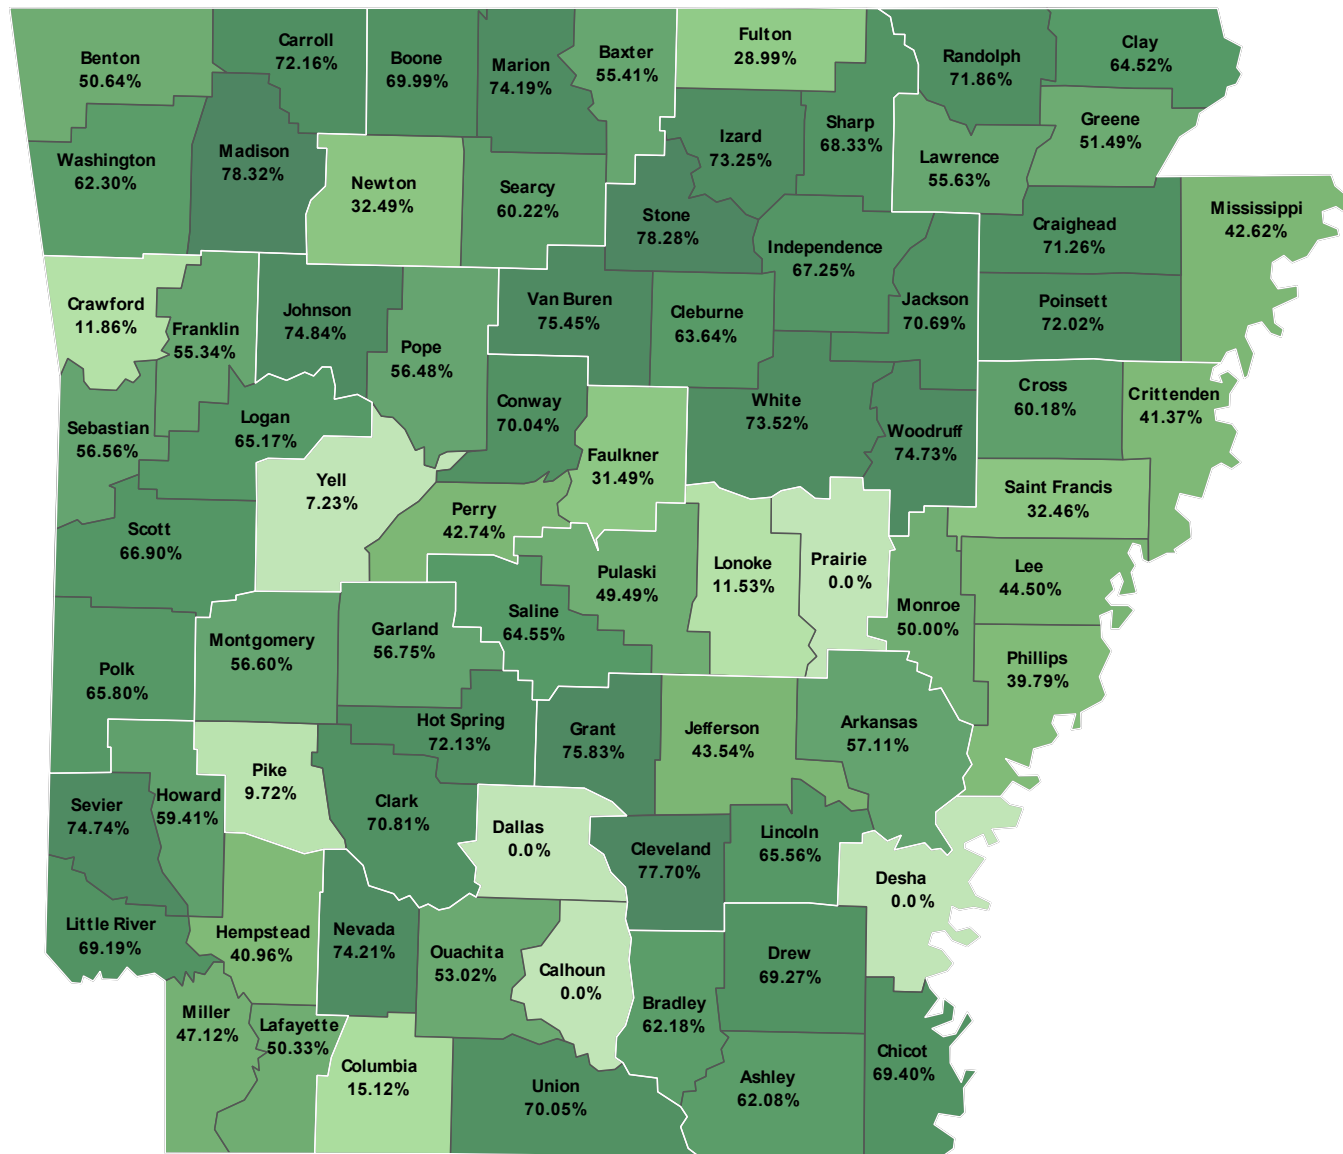 Benton
50.64%
Carroll
72.16%
Boone
69.99%
Marion
74.19%
Baxter
55.41%
Fulton
28.99%
Randolph
71.86%
Clay
64.52%
Washington
62.30%
Madison
78.32%
Newton
32.49%
Searcy
60.22%
Stone
78.28%
Izard
73.25%
Sharp
68.33%
Lawrence
55.63%
Greene
51.49%
Independence
67.25%
Craighead
71.26%
Mississippi
42.62%
Crawford
11.86%
Franklin
55.34%
Johnson
74.84%
Pope
56.48%
Van Buren
75.45%
Cleburne
63.64%
Jackson
70.69%
Poinsett
72.02%
Sebastian
56.56%
Logan
65.17%
Conway
70.04%
White
73.52%
Woodruff
74.73%
Cross
60.18%
Crittenden
41.37%
Yell
7.23%
Faulkner
31.49%
Saint Francis
32.46%
Scott
66.90%
Perry
42.74%
Pulaski
49.49%
Lonoke
11.53%
Prairie
0.0%
Lee
44.50%
Monroe
50.00%
Polk
65.80%
Montgomery
56.60%
Garland
56.75%
Saline
64.55%
Phillips
39.79%
Hot Spring
72.13%
Grant
75.83%
Jefferson
43.54%
Arkansas
57.11%
Sevier
74.74%
Howard
59.41%
Pike
9.72%
Clark
70.81%
Dallas
0.0%
Cleveland
77.70%
Lincoln
65.56%
Desha
0.0%
Little River
69.19%
Hempstead
40.96%
Nevada
74.21%
Ouachita
53.02%
Calhoun
0.0%
Bradley
62.18%
Drew
69.27%
Miller
47.12%
Lafayette
50.33%
Columbia
15.12%
Union
70.05%
Ashley
62.08%
Chicot
69.40%